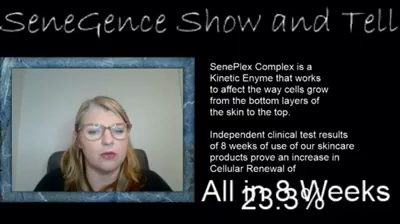 SeneGence Show and Tell
SenePlex Complex is a
Kinetic Enyme that works
to affect the way cells grow
from the bottom layers of
the skin to the top.
Independent clinical test results
of 8 weeks of use of our skincare
products prove an increase in
Cellular Renewal of
23.3%
All in 8 Weeks